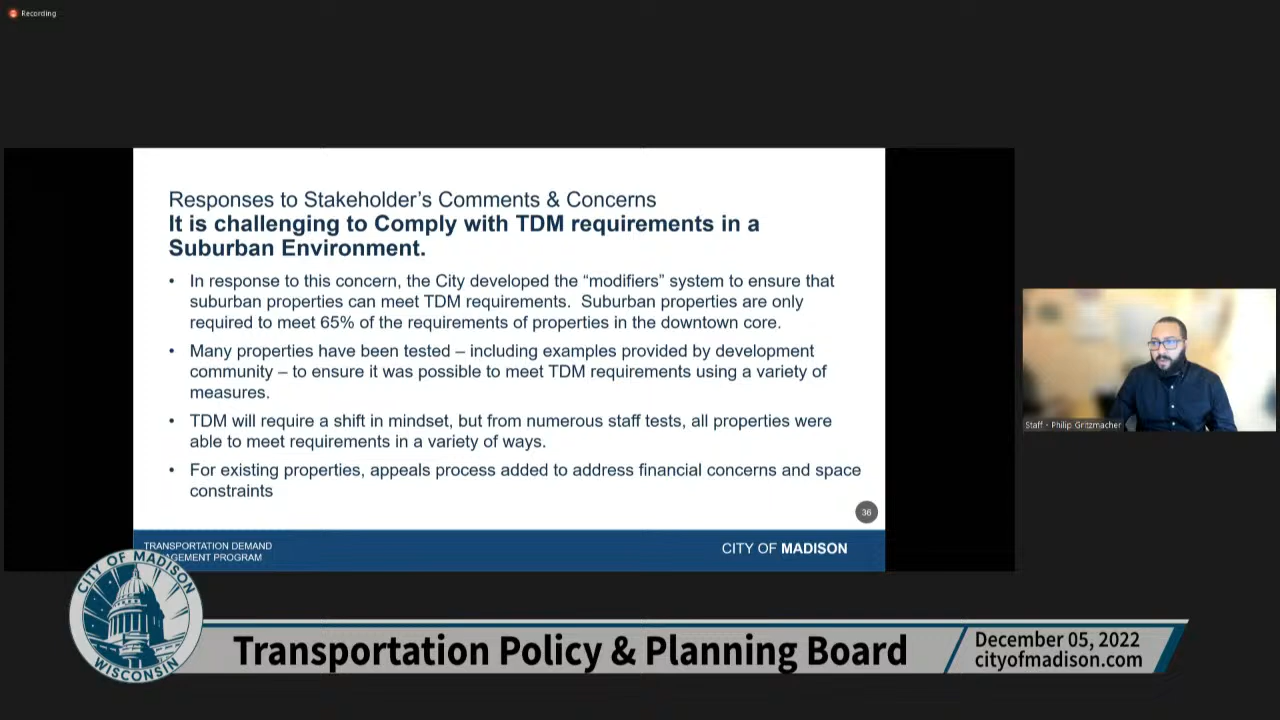 Recording
Responses to Stakeholder's Comments & Concerns
It is challenging to Comply with TDM requirements in a
Suburban Environment.
• In response to this concern, the City developed the “modifiers” system to ensure that
suburban properties can meet TDM requirements. Suburban properties are only
required to meet 65% of the requirements of properties in the downtown core.
• Many properties have been tested – including examples provided by development
community – to ensure it was possible to meet TDM requirements using a variety of
measures.
• TDM will require a shift in mindset, but from numerous staff tests, all properties were
able to meet requirements in a variety of ways.
• For existing properties, appeals process added to address financial concerns and space
constraints
36
Staff - Philip Gritzmacher
TRANSPORTATION DEMAND
AGEMENT PROGRAM
CITY OF MADISON
CITY OF MADISON
WISCONSIN
Transportation Policy & Planning Board
December 05, 2022
cityofmadison.com